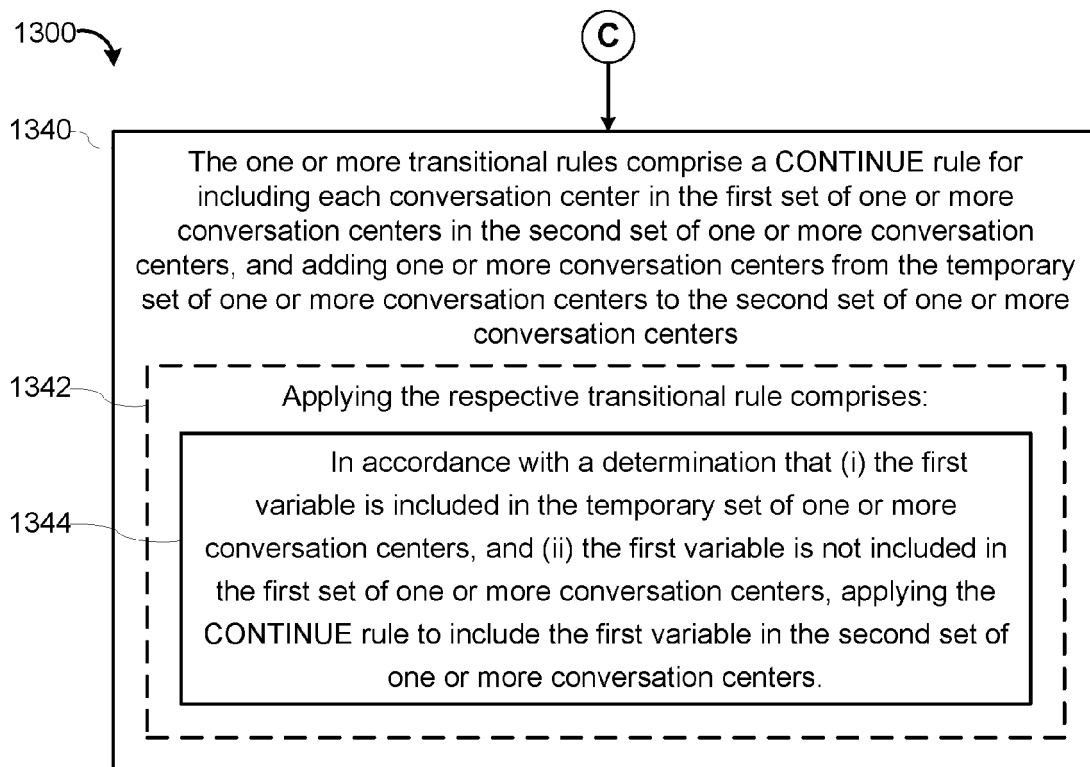 1300
C
1340
The one or more transitional rules comprise a CONTINUE rule for
including each conversation center in the first set of one or more
conversation centers in the second set of one or more conversation
centers, and adding one or more conversation centers from the temporary
set of one or more conversation centers to the second set of one or more
conversation centers
1342
Applying the respective transitional rule comprises:
1344
In accordance with a determination that (i) the first
variable is included in the temporary set of one or more
conversation centers, and (ii) the first variable is not included in
the first set of one or more conversation centers, applying the
CONTINUE rule to include the first variable in the second set of
one or more conversation centers.